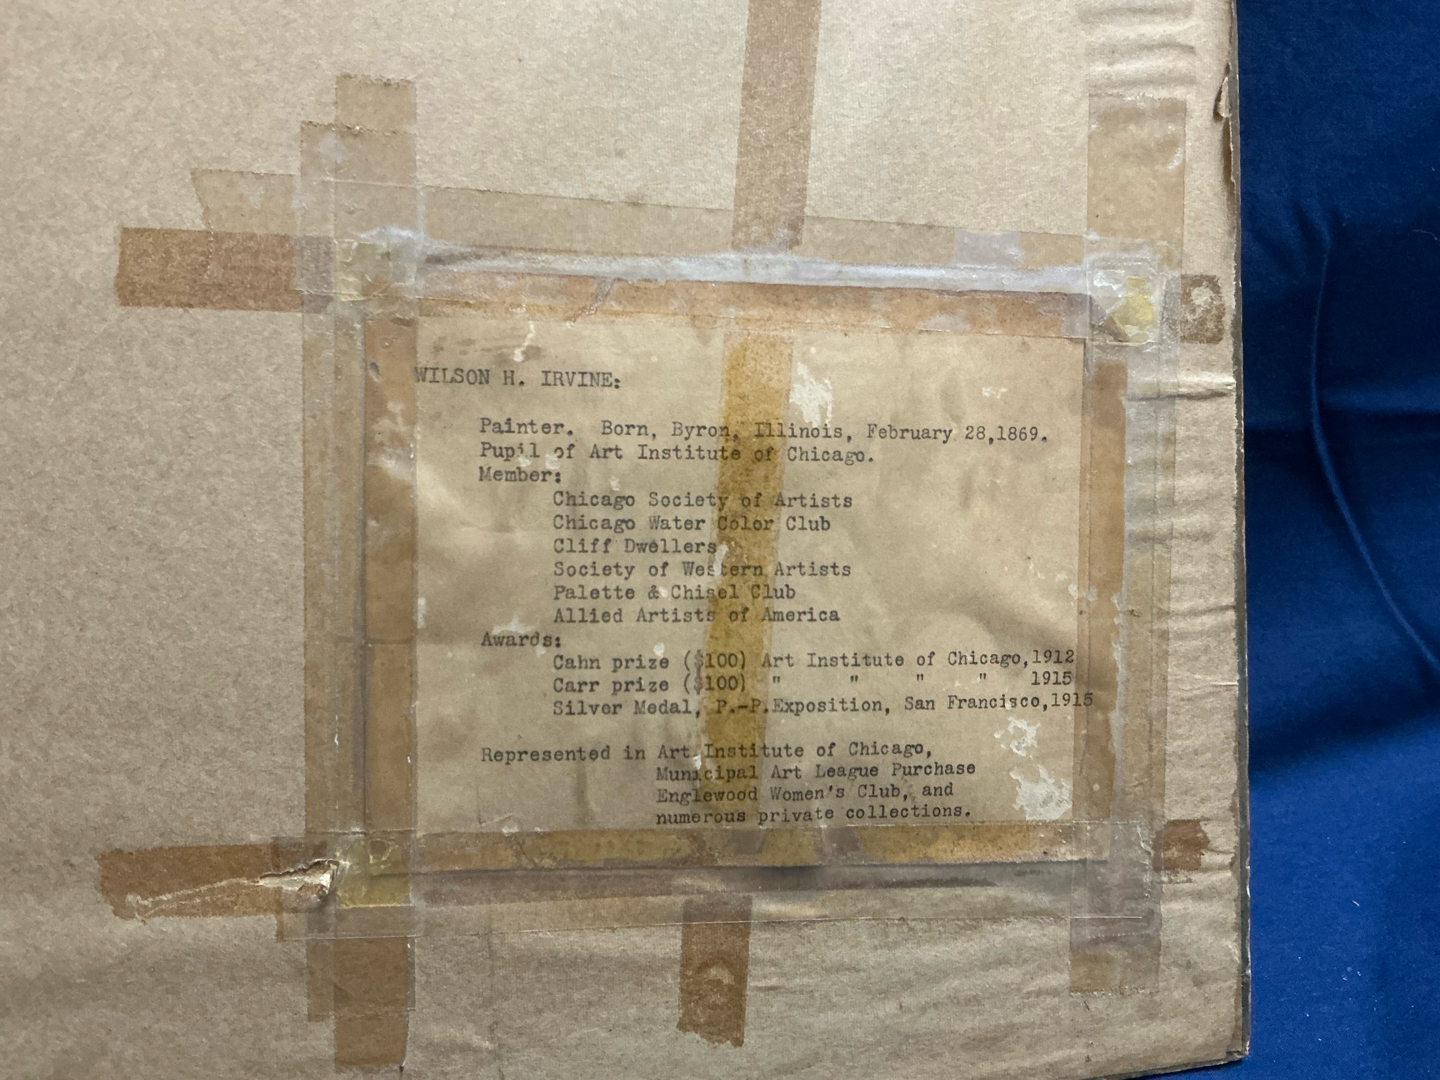 WILSON H. IRVINE:
Painter. Born, Byron, Illinois, February 28,1869.
Pupil of Art Institute of Chicago.
Member:
Chicago Society of Artists
Chicago Water Color Club
Cliff Dwellers
Society of Western Artists
Palette & Chisel Club
Allied Artists of America
Awards:
Cahn prize ($100) Art Institute of Chicago,1912
Carr prize ($100) " " " " 1915
Silver Medal, P.-P.Exposition, San Francisco,1915
Represented in Art Institute of Chicago,
Municipal Art League Purchase
Englewood Women's Club, and
numerous private collections.